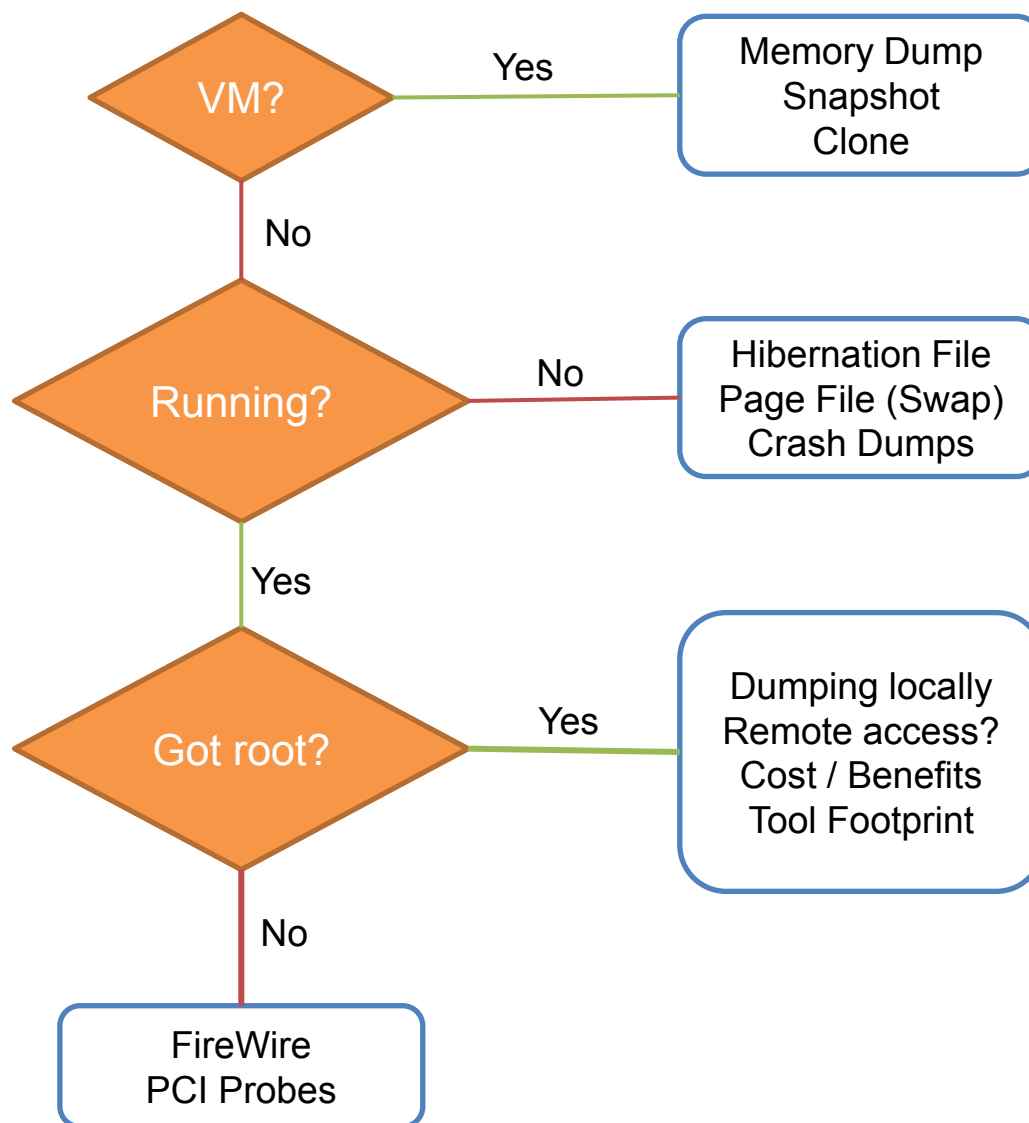 VM?
Yes
Memory Dump
Snapshot
Clone
No
Running?
No
Hibernation File
Page File (Swap)
Crash Dumps
Yes
Got root?
Yes
Dumping locally
Remote access?
Cost / Benefits
Tool Footprint
No
FireWire
PCI Probes